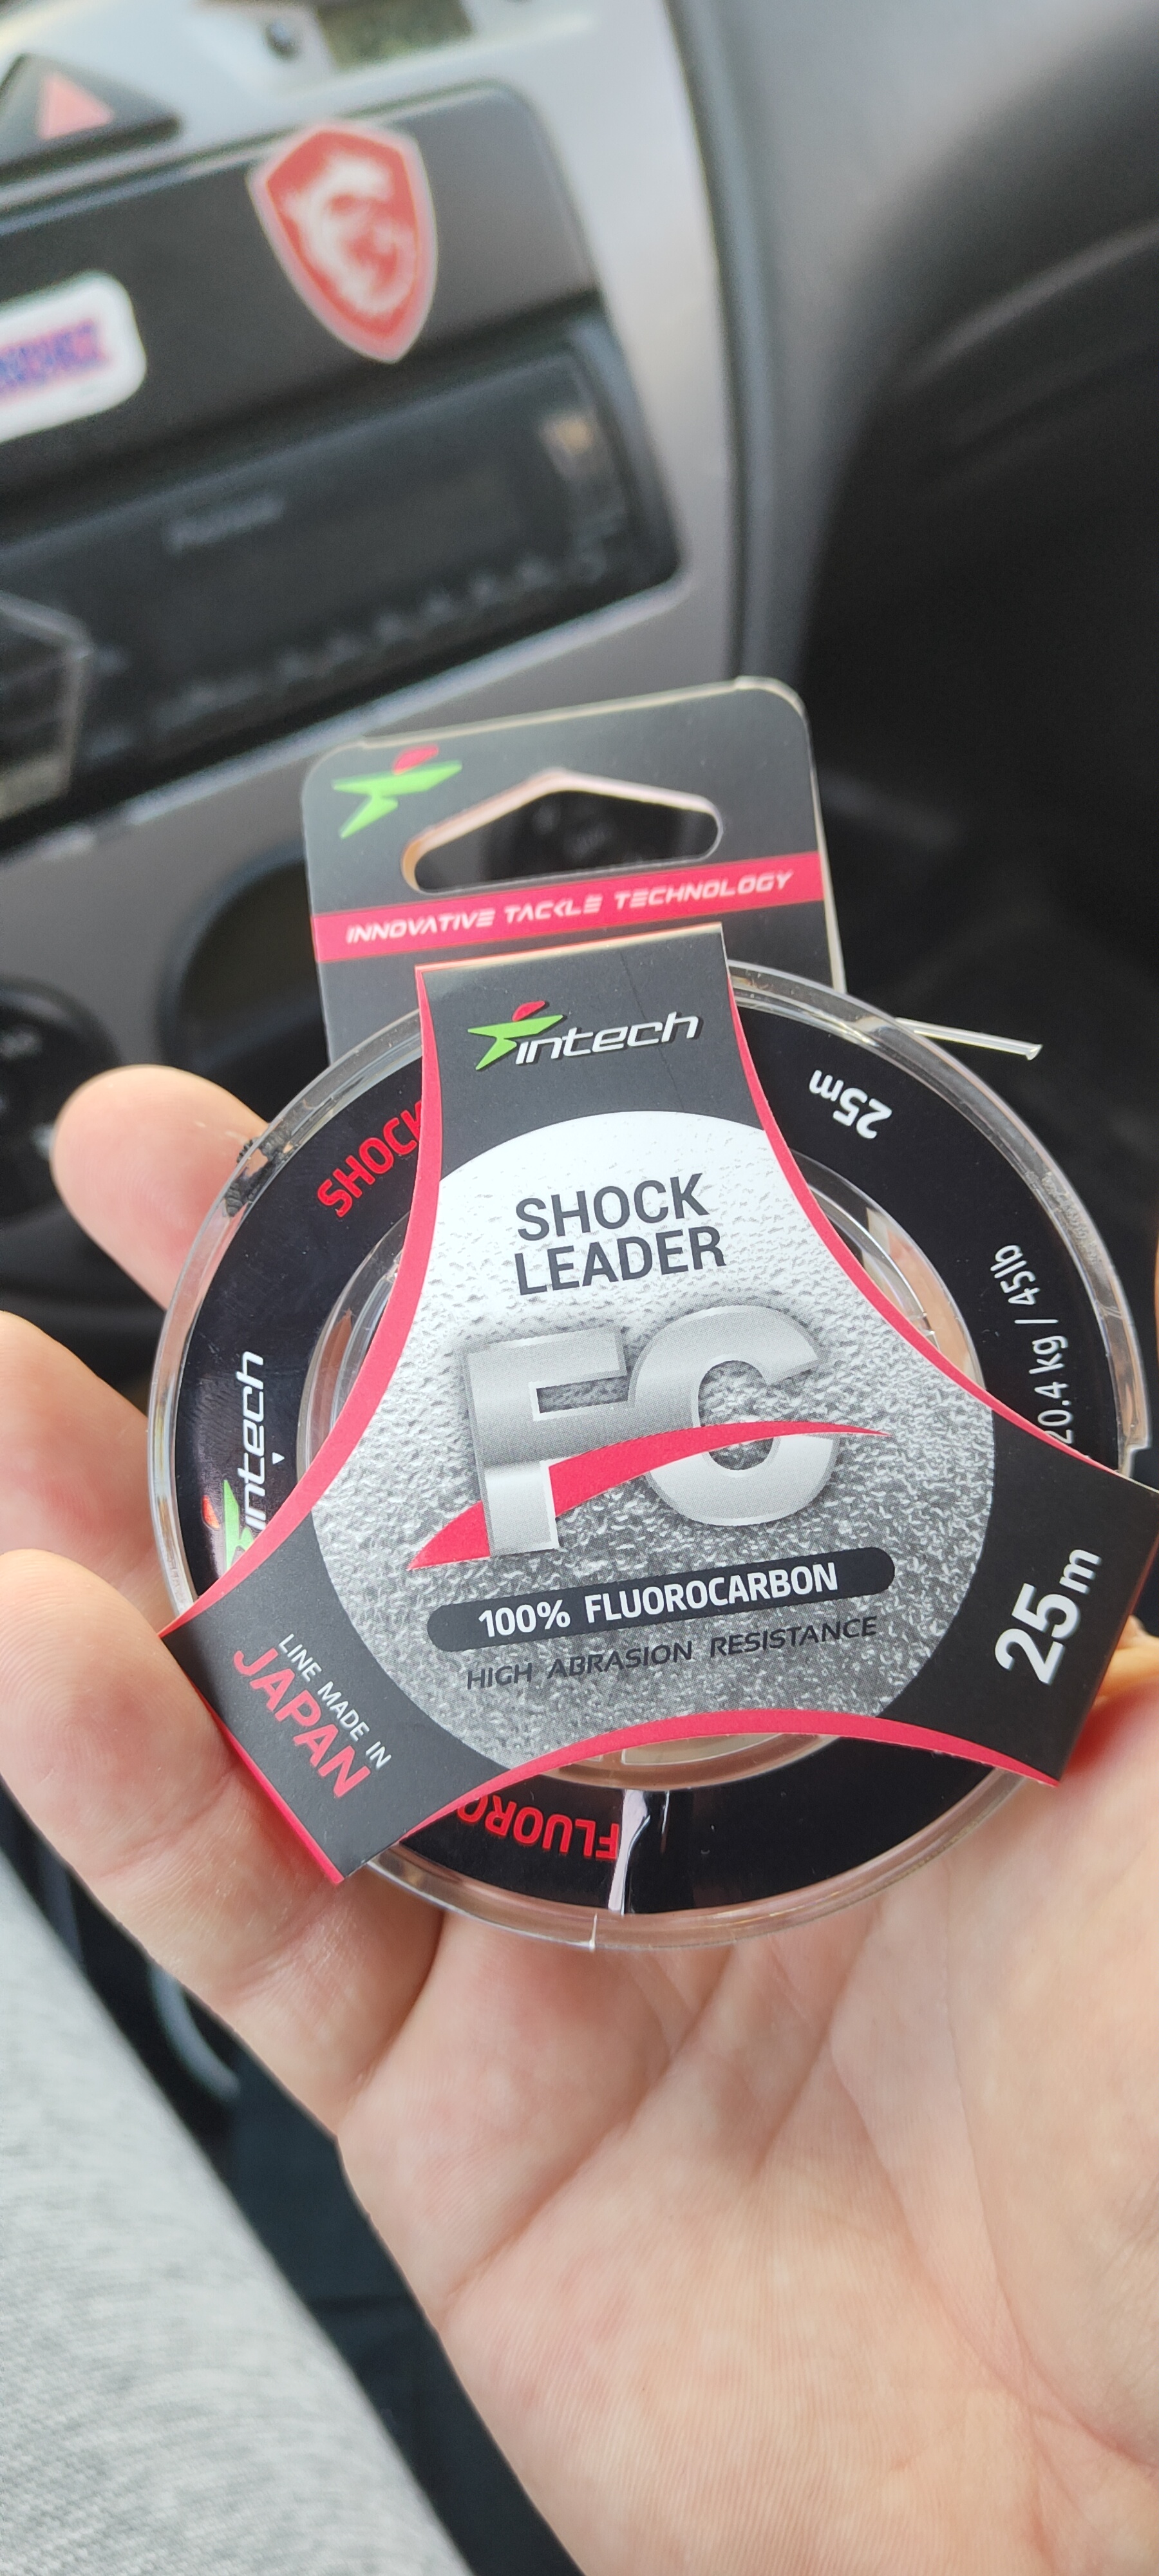 Pioneer
INNOVATIVE TACKLE TECHNOLOGY
intech
SHOCK
LEADER
FC
100% FLUOROCARBON
HIGH ABRASION RESISTANCE
LINE MADE IN
JAPAN
25m
SHOCK
intech
25m
20.4 kg / 45lb
FLUORO